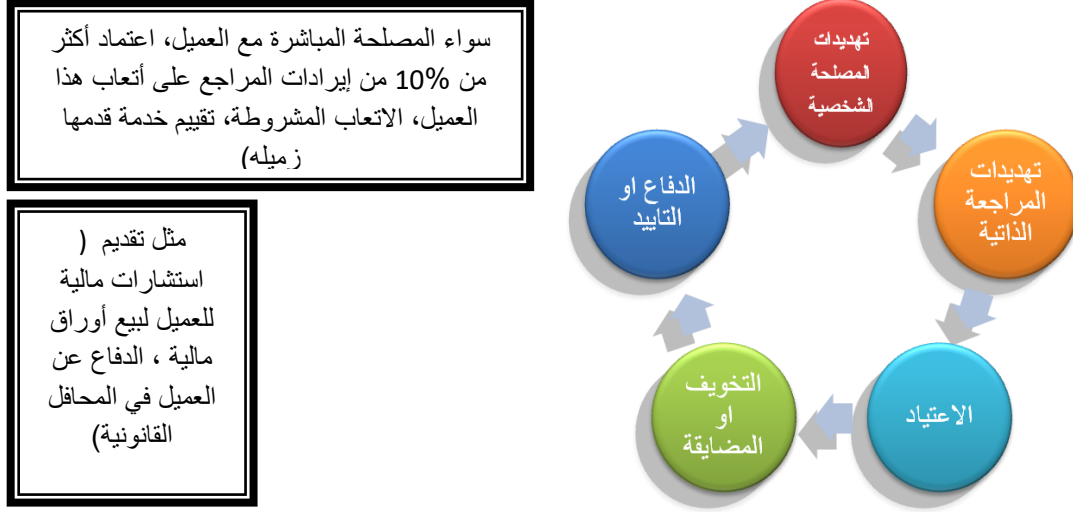 سواء المصلحة المباشرة مع العميل، اعتماد أكثر
من 10% من إيرادات المراجع على أتعاب هذا
العميل، الاتعاب المشروطة، تقييم خدمة قدمها
زميله)
مثل تقديم (
استشارات مالية
للعميل لبيع أوراق
مالية ، الدفاع عن
العميل في المحافل
القانونية)
تهديدات
المصلحة
الشخصية
تهديدات
المراجعة
الذاتية
الاعتياد
التخويف
او
المضايقة
الدفاع او
التاييد